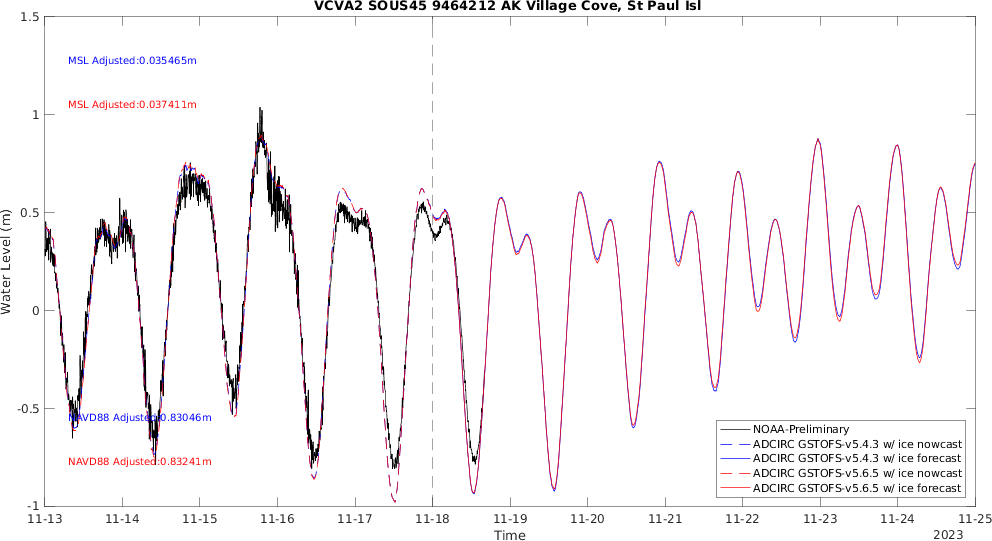 VCVA2 SOUS45 9464212 AK Village Cove, St Paul Isl
1.5
1
0.5
0
-0.5
-1
Water Level (m)
MSL Adjusted:0.035465m
MSL Adjusted:0.037411m
NAVD88 Adjusted:0.83046m
NAVD88 Adjusted:0.83241m
NOAA-Preliminary
ADCIRC GSTOFS-v5.4.3 w/ ice nowcast
ADCIRC GSTOFS-v5.4.3 w/ ice forecast
ADCIRC GSTOFS-v5.6.5 w/ ice nowcast
ADCIRC GSTOFS-v5.6.5 w/ ice forecast
11-13 11-14 11-15 11-16 11-17 11-18 11-19 11-20 11-21 11-22 11-23 11-24 11-25
Time
2023